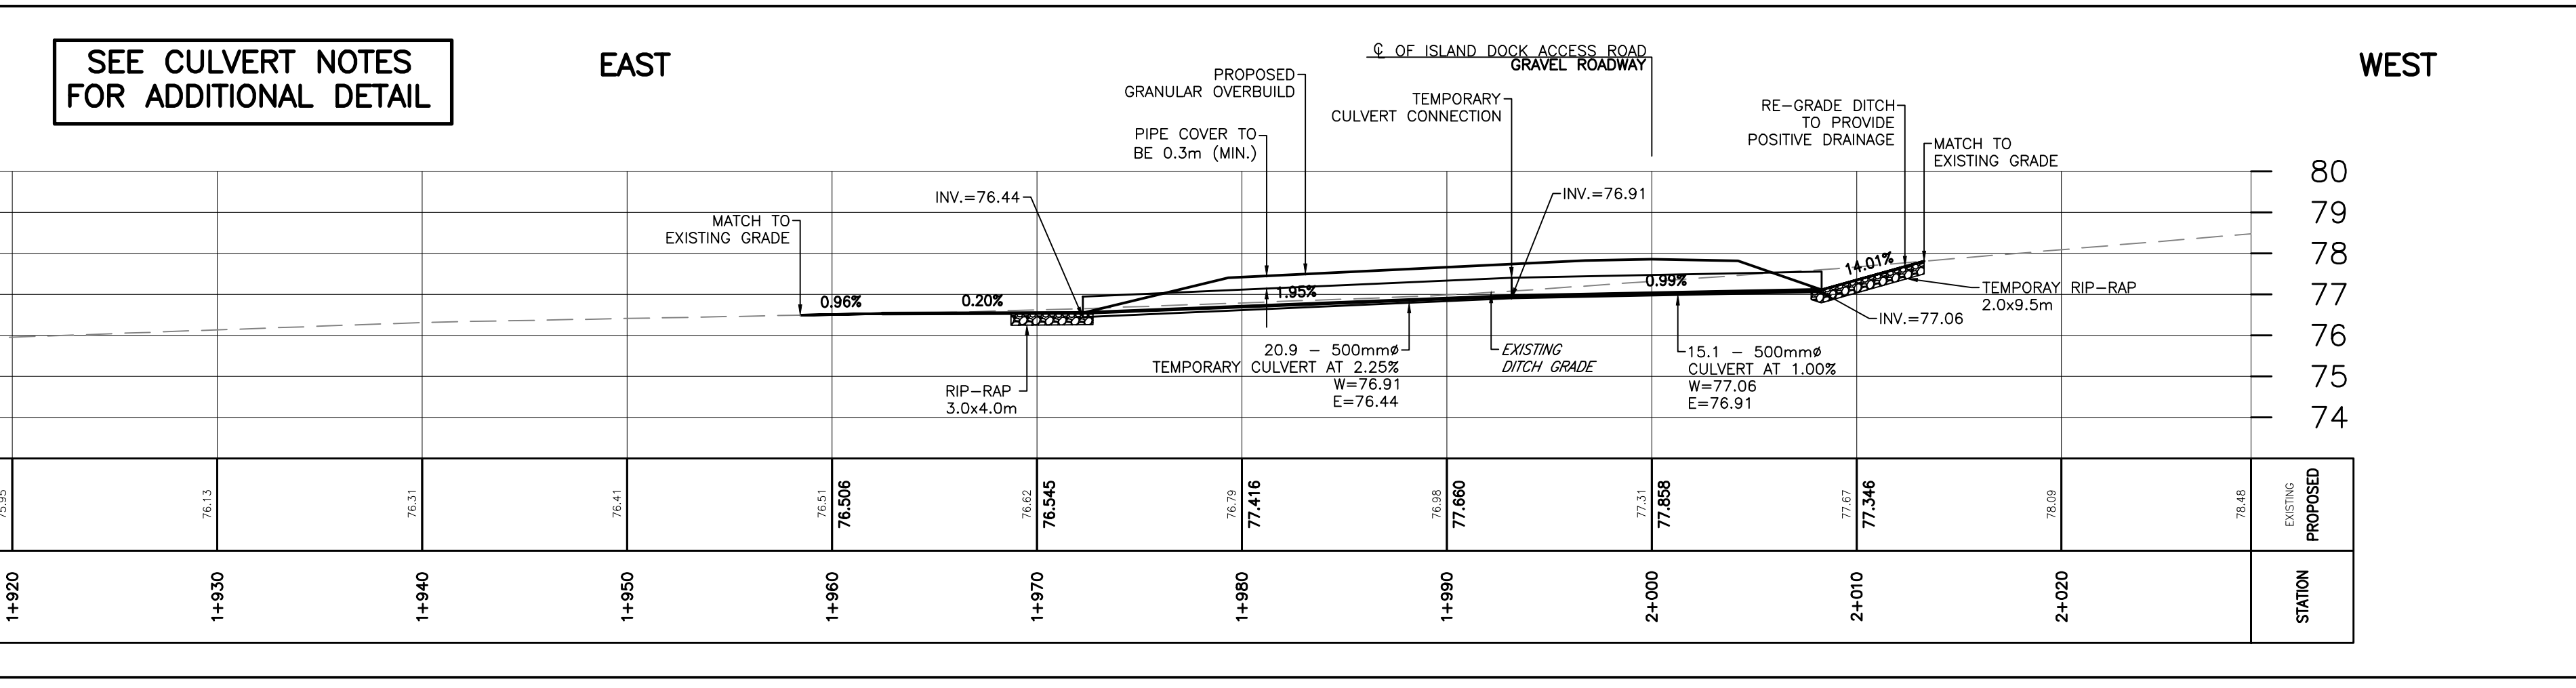 SEE CULVERT NOTES
FOR ADDITIONAL DETAIL
EAST
WEST
℄ OF ISLAND DOCK ACCESS ROAD
GRAVEL ROADWAY
PROPOSED
GRANULAR OVERBUILD
TEMPORARY
CULVERT CONNECTION
PIPE COVER TO
BE 0.3m (MIN.)
RE-GRADE DITCH
TO PROVIDE
POSITIVE DRAINAGE
MATCH TO
EXISTING GRADE
INV.=76.44
INV.=76.91
MATCH TO
EXISTING GRADE
80
79
78
77
76
75
74
0.96%
0.20%
1.95%
0.99%
14.01%
TEMPORAY RIP-RAP
2.0x9.5m
INV.=77.06
RIP-RAP
3.0x4.0m
20.9 - 500mmø
TEMPORARY CULVERT AT 2.25%
W=76.91
E=76.44
EXISTING
DITCH GRADE
15.1 - 500mmø
CULVERT AT 1.00%
W=77.06
E=76.91
75.95
76.13
76.31
76.41
76.51
76.506
76.62
76.545
76.79
77.416
76.98
77.660
77.31
77.858
77.67
77.346
78.09
78.48
EXISTING
PROPOSED
1+920
1+930
1+940
1+950
1+960
1+970
1+980
1+990
2+000
2+010
2+020
STATION